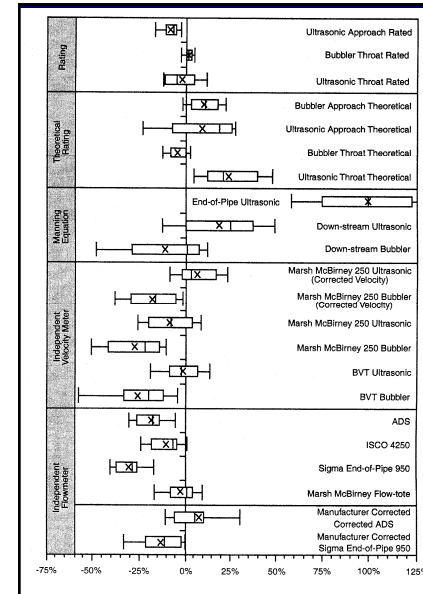 Rating
Ultrasonic Approach Rated
Bubbler Throat Rated
Ultrasonic Throat Rated
Theoretical
Rating
Bubbler Approach Theoretical
Ultrasonic Approach Theoretical
Bubbler Throat Theoretical
Ultrasonic Throat Theoretical
Manning
Equation
End-of-Pipe Ultrasonic
Down-stream Ultrasonic
Down-stream Bubbler
Independent
Velocity Meter
Marsh McBirney 250 Ultrasonic
(Corrected Velocity)
Marsh McBirney 250 Bubbler
(Corrected Velocity)
Marsh McBirney 250 Ultrasonic
Marsh McBirney 250 Bubbler
BVT Ultrasonic
BVT Bubbler
Independent
Flowmeter
ADS
ISCO 4250
Sigma End-of-Pipe 950
Marsh McBirney Flow-tote
Manufacturer Corrected
Corrected ADS
Manufacturer Corrected
Sigma End-of-Pipe 950
-75% -50% -25% 0% 25% 50% 75% 100% 125%